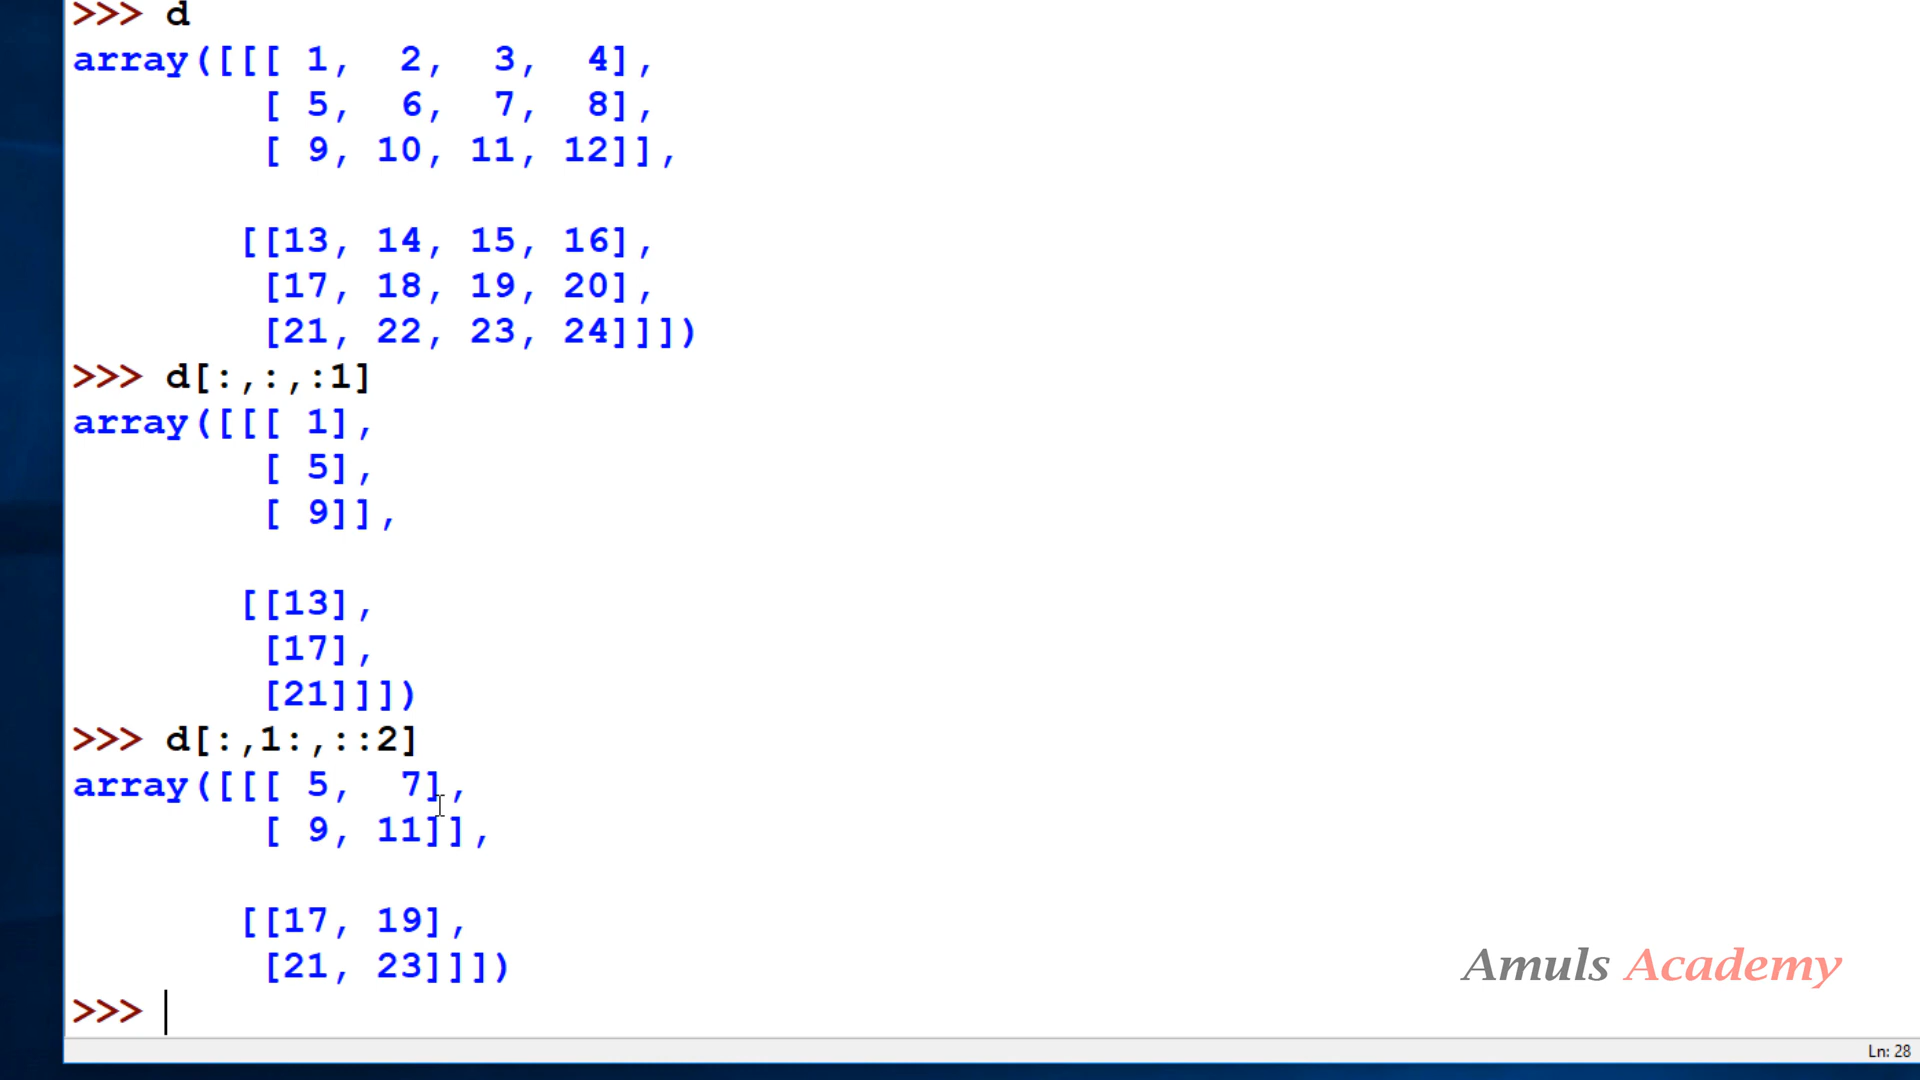 >>> d
array([[[ 1,  2,  3,  4],
        [ 5,  6,  7,  8],
        [ 9, 10, 11, 12]],

       [[13, 14, 15, 16],
        [17, 18, 19, 20],
        [21, 22, 23, 24]]])
>>> d[:,:,:1]
array([[[ 1],
        [ 5],
        [ 9]],

       [[13],
        [17],
        [21]]])
>>> d[:,1:,::2]
array([[[ 5,  7],
        [ 9, 11]],

       [[17, 19],
        [21, 23]]])
>>>
Amuls Academy
Ln: 28